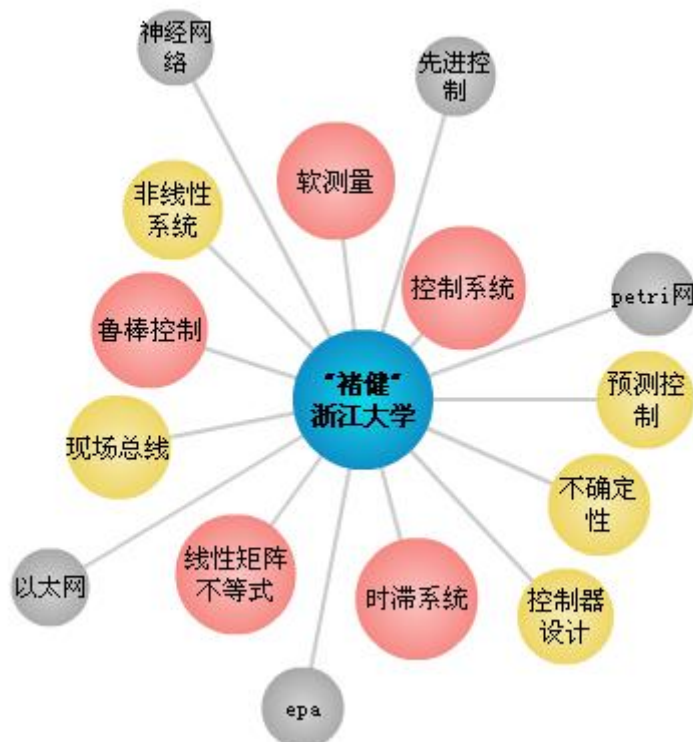 神经网
络
先进控
制
软测量
非线性
系统
控制系统
petri网
鲁棒控制
"褚健"
浙江大学
预测控
制
现场总线
不确定
性
线性矩阵
不等式
以太网
时滞系统
控制器
设计
epa